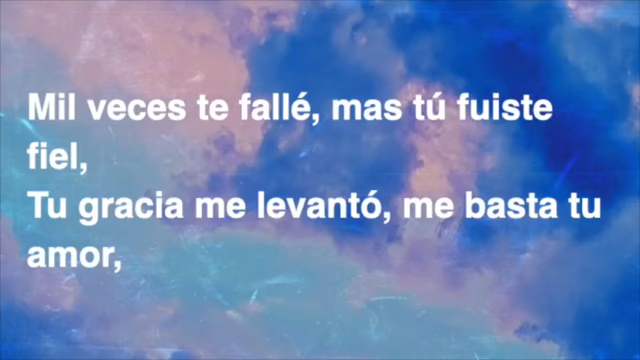 Mil veces te fallé, mas tú fuiste
fiel,
Tu gracia me levantó, me basta tu
amor,